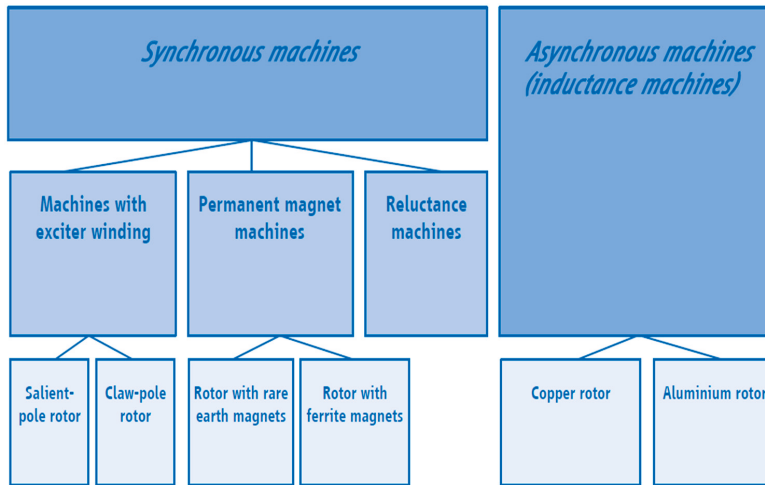 Synchronous machines
Asynchronous machines
(inductance machines)
Machines with
exciter winding
Permanent magnet
machines
Reluctance
machines
Salient-
pole rotor
Claw-pole
rotor
Rotor with rare
earth magnets
Rotor with
ferrite magnets
Copper rotor
Aluminium rotor